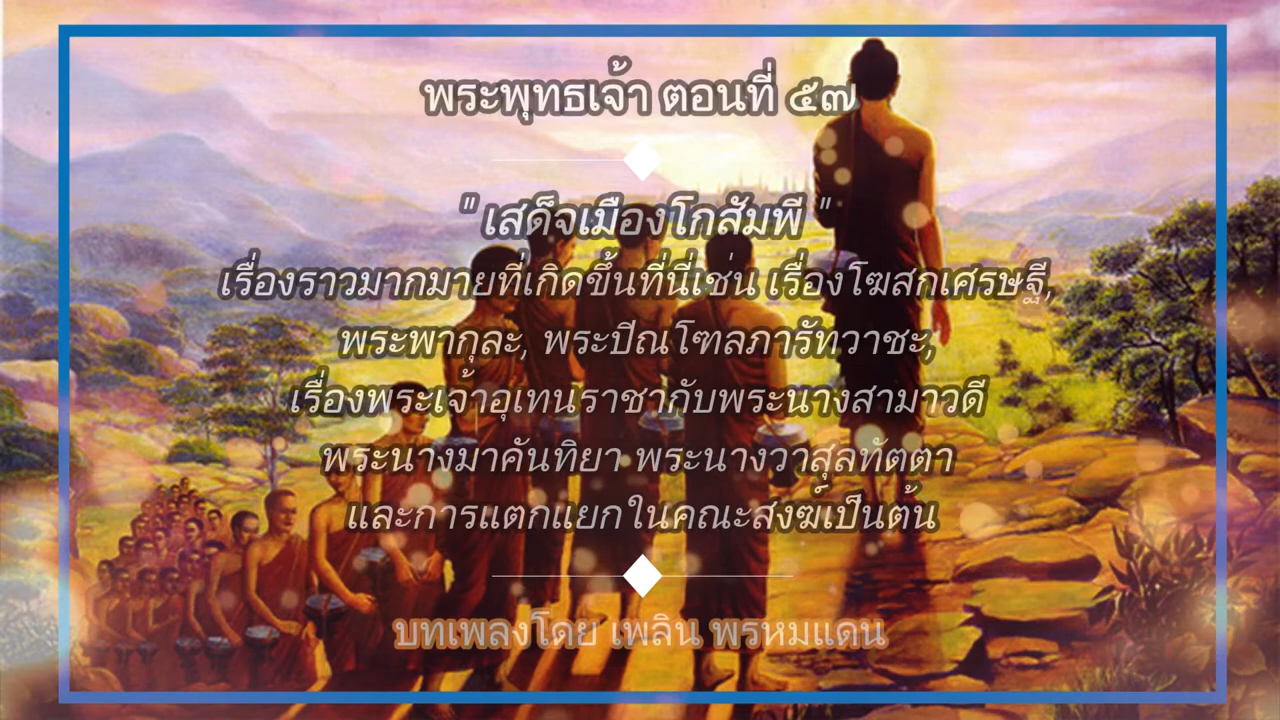 พระพุทธเจ้า ตอนที่ ๕๗
" เสด็จเมืองโกสัมพี "
เรื่องราวมากมายที่เกิดขึ้นที่นี่เช่น เรื่องโฆสกเศรษฐี,
พระพากุละ, พระปิณโฑลภารัทวาชะ,
เรื่องพระเจ้าอุเทนราชากับพระนางสามาวดี
พระนางมาคันทิยา พระนางวาสุลทัตตา
และการแตกแยกในคณะสงฆ์เป็นต้น
บทเพลงโดย เพลิน พรหมแดน